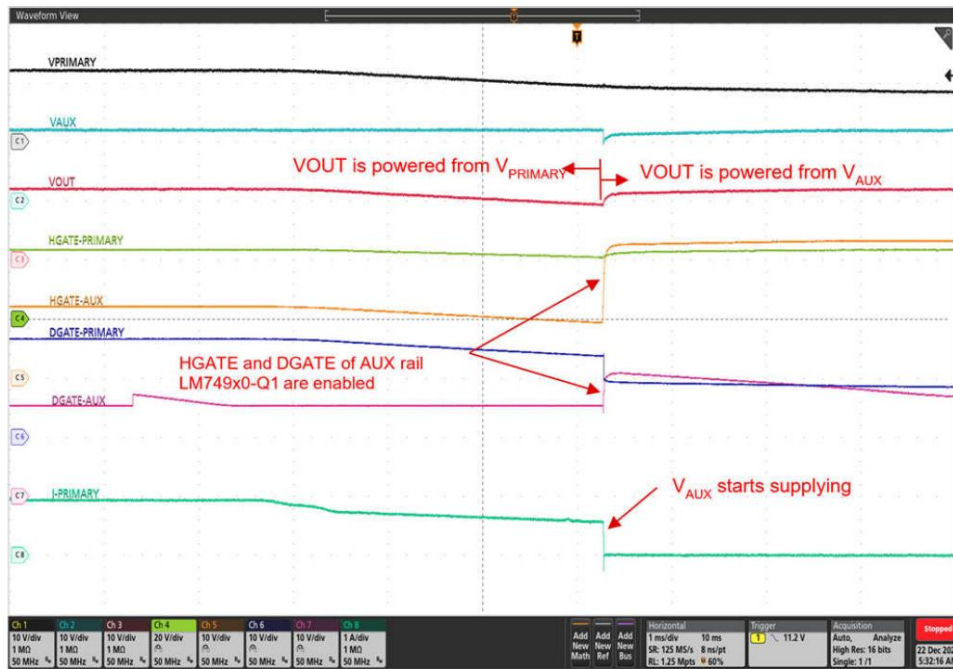 Waveform View
T
VPRIMARY
VAUX
C1
VOUT is powered from VPRIMARY
VOUT is powered from VAUX
VOUT
C2
HGATE-PRIMARY
C3
HGATE-AUX
C4
DGATE-PRIMARY
HGATE and DGATE of AUX rail
LM749x0-Q1 are enabled
C5
DGATE-AUX
C6
VAUX starts supplying
C7
I-PRIMARY
C8
Ch 1 Ch 2 Ch 3 Ch 4 Ch 5 Ch 6 Ch 7 Ch 8
10 V/div 10 V/div 10 V/div 20 V/div 10 V/div 10 V/div 10 V/div 1 A/div
1 MΩ 1 MΩ 1 MΩ
50 MHz 50 MHz 50 MHz 50 MHz 50 MHz 50 MHz 50 MHz 50 MHz
Add New Math
Add New Ref
Add New Bus
Horizontal
1 ms/div 10 ms
SR: 125 MS/s 8 ns/pt
RL: 1.25 Mpts 60%
Trigger
1 11.2 V
Acquisition
Auto, Analyze
High Res: 16 bits
Single: 1 /1
Stopped
22 Dec 202
5:32:16 A